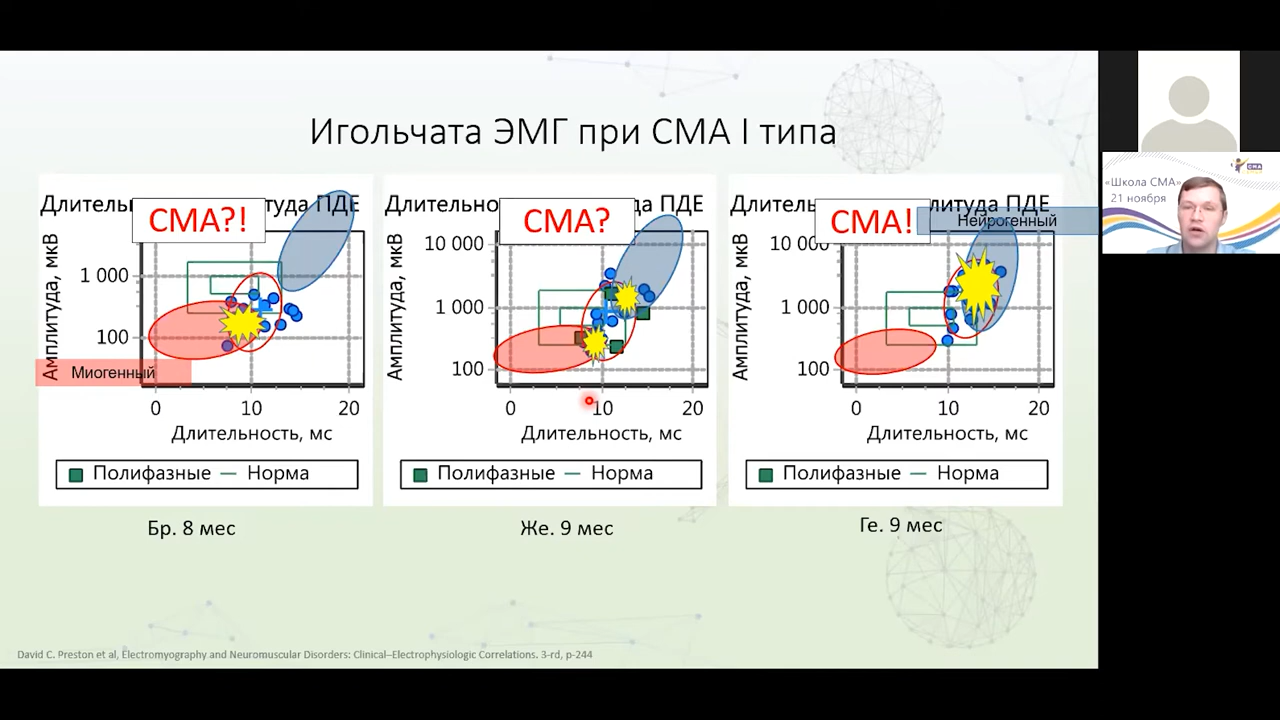 Игольчата ЭМГ при СМА I типа
Длитель туда ПДЕ
СМА?!
Амплитуда, мкВ
1 000
100
Миогенный
0 10 20
Длительность, мс
Полифазные Норма
Бр. 8 мес
Длительно да ПДЕ
СМА?
Амплитуда, мкВ
10 000
1 000
100
0 10 20
Длительность, мс
Полифазные Норма
Же. 9 мес
Длитель литуда ПДЕ
СМА!
Нейрогенный
Амплитуда, мкВ
10 000
1 000
100
0 10 20
Длительность, мс
Полифазные Норма
Ге. 9 мес
David C. Preston et al, Electromyography and Neuromuscular Disorders: Clinical–Electrophysiologic Correlations. 3-rd, p-244
«Школа СМА»
21 ноября
СМА